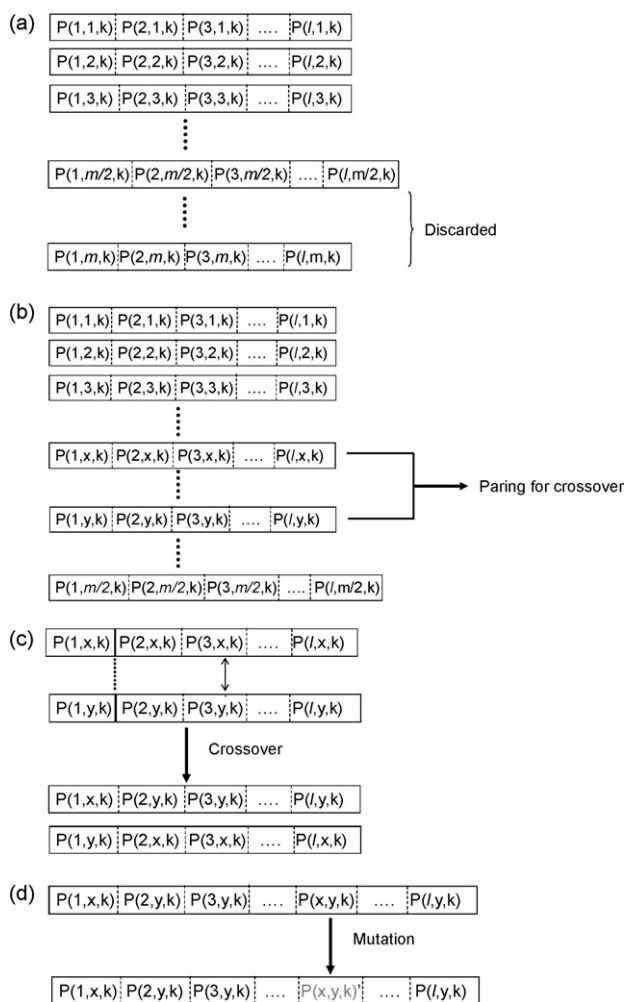 (a)
P(1,1,k) P(2,1,k) P(3,1,k) .... P(l,1,k)
P(1,2,k) P(2,2,k) P(3,2,k) .... P(l,2,k)
P(1,3,k) P(2,3,k) P(3,3,k) .... P(l,3,k)
P(1,m/2,k) P(2,m/2,k) P(3,m/2,k) .... P(l,m/2,k)
Discarded
P(1,m,k) P(2,m,k) P(3,m,k) .... P(l,m,k)
(b)
P(1,1,k) P(2,1,k) P(3,1,k) .... P(l,1,k)
P(1,2,k) P(2,2,k) P(3,2,k) .... P(l,2,k)
P(1,3,k) P(2,3,k) P(3,3,k) .... P(l,3,k)
P(1,x,k) P(2,x,k) P(3,x,k) .... P(l,x,k)
Paring for crossover
P(1,y,k) P(2,y,k) P(3,y,k) .... P(l,y,k)
P(1,m/2,k) P(2,m/2,k) P(3,m/2,k) .... P(l,m/2,k)
(c)
P(1,x,k) P(2,x,k) P(3,x,k) .... P(l,x,k)
P(1,y,k) P(2,y,k) P(3,y,k) .... P(l,y,k)
Crossover
P(1,x,k) P(2,y,k) P(3,y,k) .... P(l,y,k)
P(1,y,k) P(2,x,k) P(3,x,k) .... P(l,x,k)
(d)
P(1,x,k) P(2,y,k) P(3,y,k) .... P(x,y,k) .... P(l,y,k)
Mutation
P(1,x,k) P(2,y,k) P(3,y,k) .... P(x,y,k)' .... P(l,y,k)